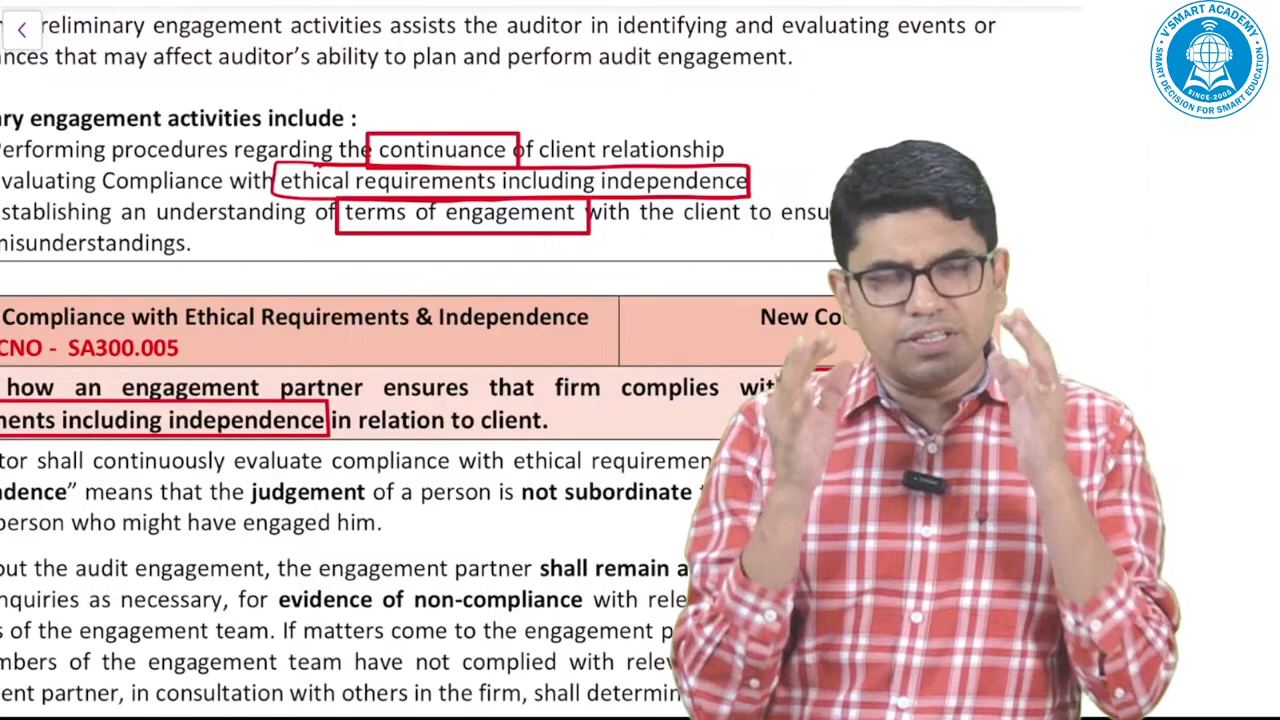 reliminary engagement activities assists the auditor in identifying and evaluating events or
nces that may affect auditor's ability to plan and perform audit engagement.
ry engagement activities include :
erforming procedures regarding the continuance of client relationship
valuating Compliance with ethical requirements including independence
stablishing an understanding of terms of engagement with the client to ensu
misunderstandings.
Compliance with Ethical Requirements & Independence
New Co
CNO - SA300.005
how an engagement partner ensures that firm complies wit
ments including independence in relation to client.
tor shall continuously evaluate compliance with ethical requiremen
ndence" means that the judgement of a person is not subordinate
person who might have engaged him.
out the audit engagement, the engagement partner shall remain a
nquiries as necessary, for evidence of non-compliance with rele
s of the engagement team. If matters come to the engagement p
mbers of the engagement team have not complied with relev
ent partner, in consultation with others in the firm, shall determin
V'SMART ACADEMY
SMART DECISION FOR SMART EDUCATION
SINCE-2005